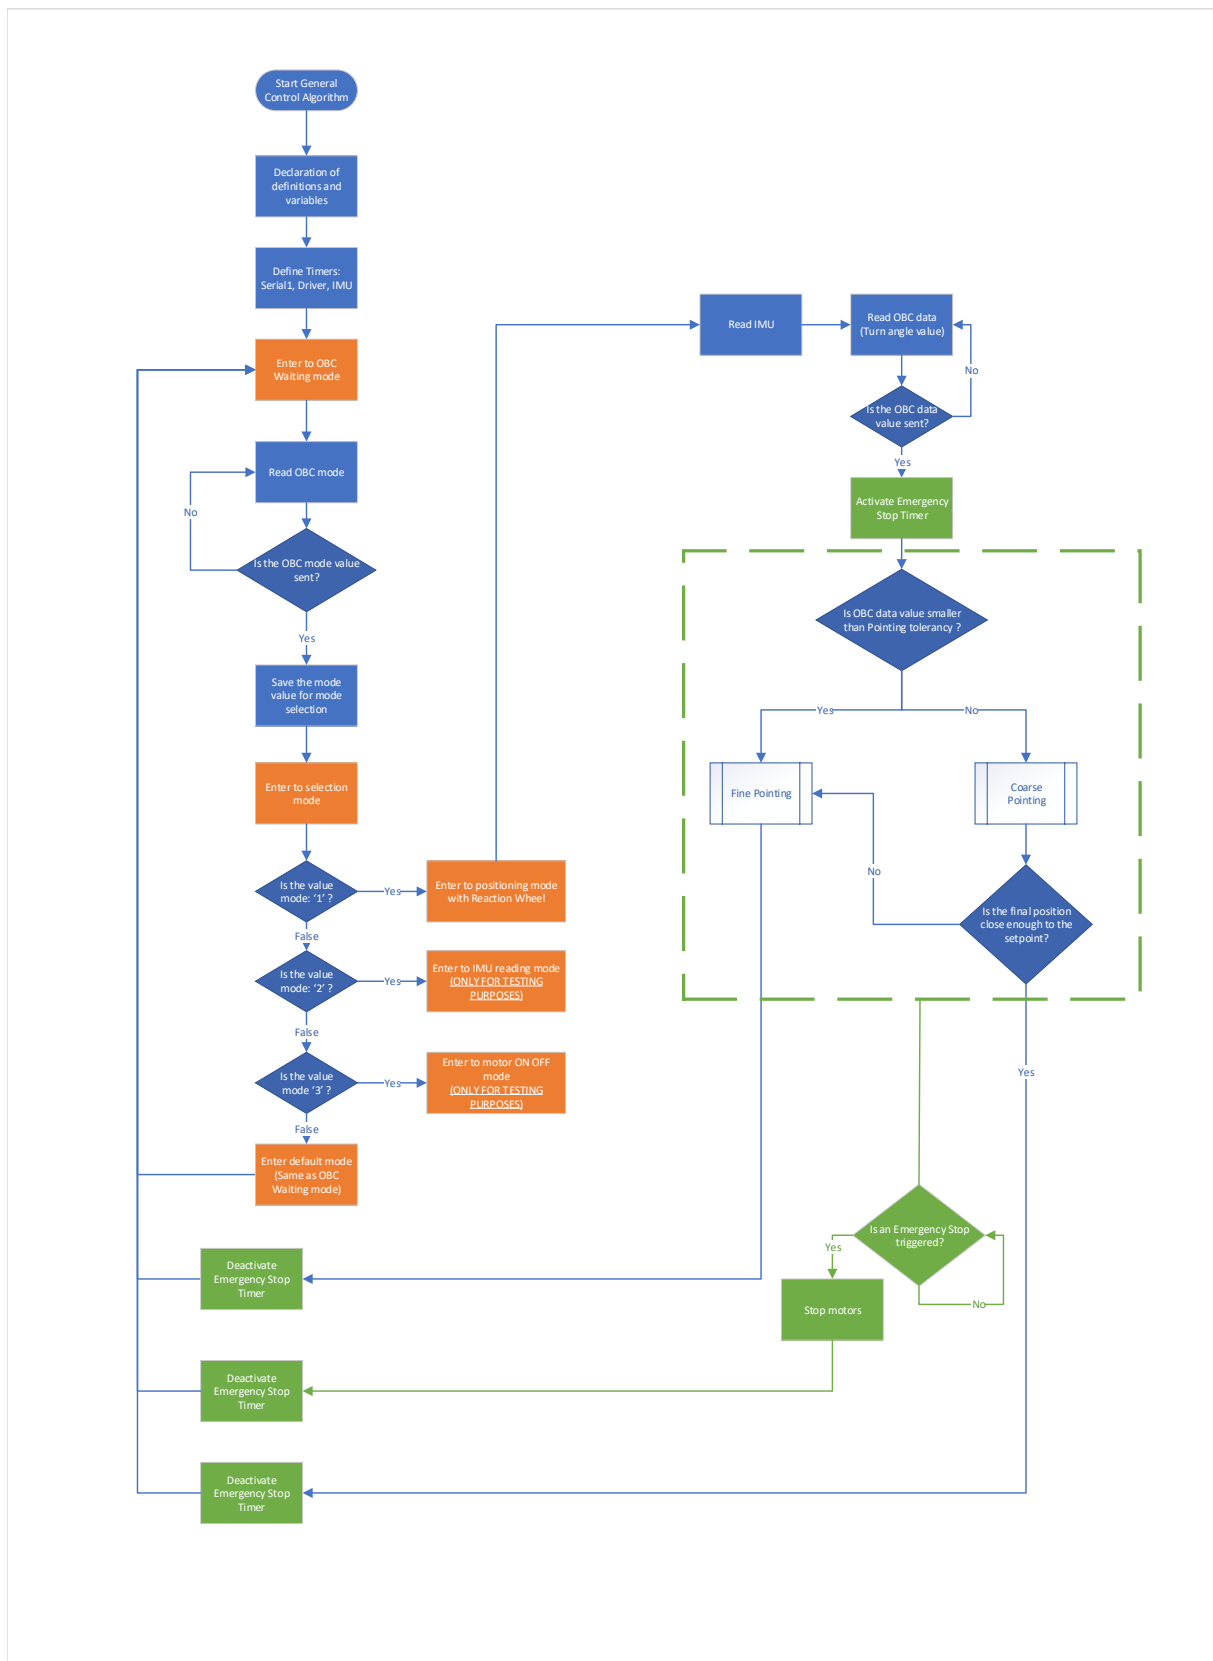 Start General
Control Algorithm
Declaration of
definitions and
variables
Define Timers:
Serial1, Driver, IMU
Enter to OBC
Waiting mode
Read OBC mode
No
Is the OBC mode value
sent?
Yes
Save the mode
value for mode
selection
Enter to selection
mode
Is the value
mode: ‘1’ ?
Yes
Enter to positioning mode
with Reaction Wheel
False
Is the value
mode: ‘2’ ?
Yes
Enter to IMU reading mode
(ONLY FOR TESTING
PURPOSES)
False
Is the value
mode ‘3’ ?
Yes
Enter to motor ON OFF
mode
(ONLY FOR TESTING
PURPOSES)
False
Enter default mode
(Same as OBC
Waiting mode)
Read IMU
Read OBC data
(Turn angle value)
No
Is the OBC data
value sent?
Yes
Activate Emergency
Stop Timer
Is OBC data value smaller
than Pointing tolerancy ?
Yes
No
Fine Pointing
Coarse
Pointing
No
Is the final position
close enough to the
setpoint?
Yes
Is an Emergency Stop
triggered?
Yes
No
Stop motors
Deactivate
Emergency Stop
Timer
Deactivate
Emergency Stop
Timer
Deactivate
Emergency Stop
Timer